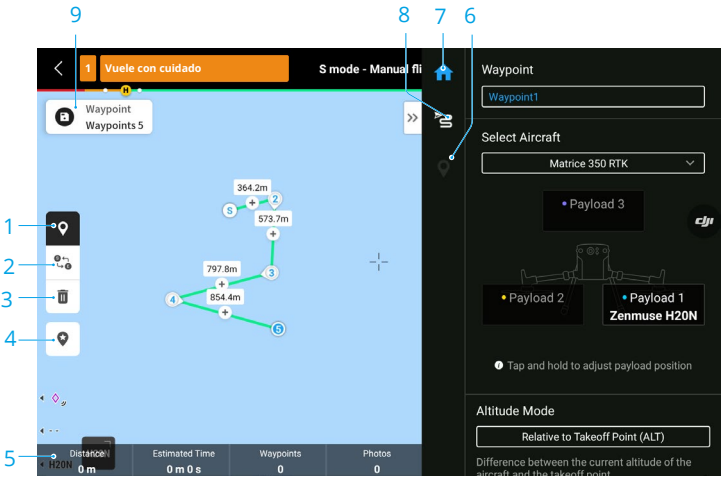 9
8
7
6
1
Vuele con cuidado
S mode - Manual fli
H
Waypoint
Waypoints 5
Waypoint
Waypoint1
Select Aircraft
Matrice 350 RTK
Payload 3
dji
Payload 2
Payload 1
Zenmuse H20N
Tap and hold to adjust payload position
Altitude Mode
Relative to Takeoff Point (ALT)
Difference between the current altitude of the
aircraft and the takeoff point
364.2m
S
2
573.7m
3
797.8m
4
854.4m
5
1
2
3
4
5
H20N
H20N
Distance
0 m
Estimated Time
0 m 0 s
Waypoints
0
Photos
0